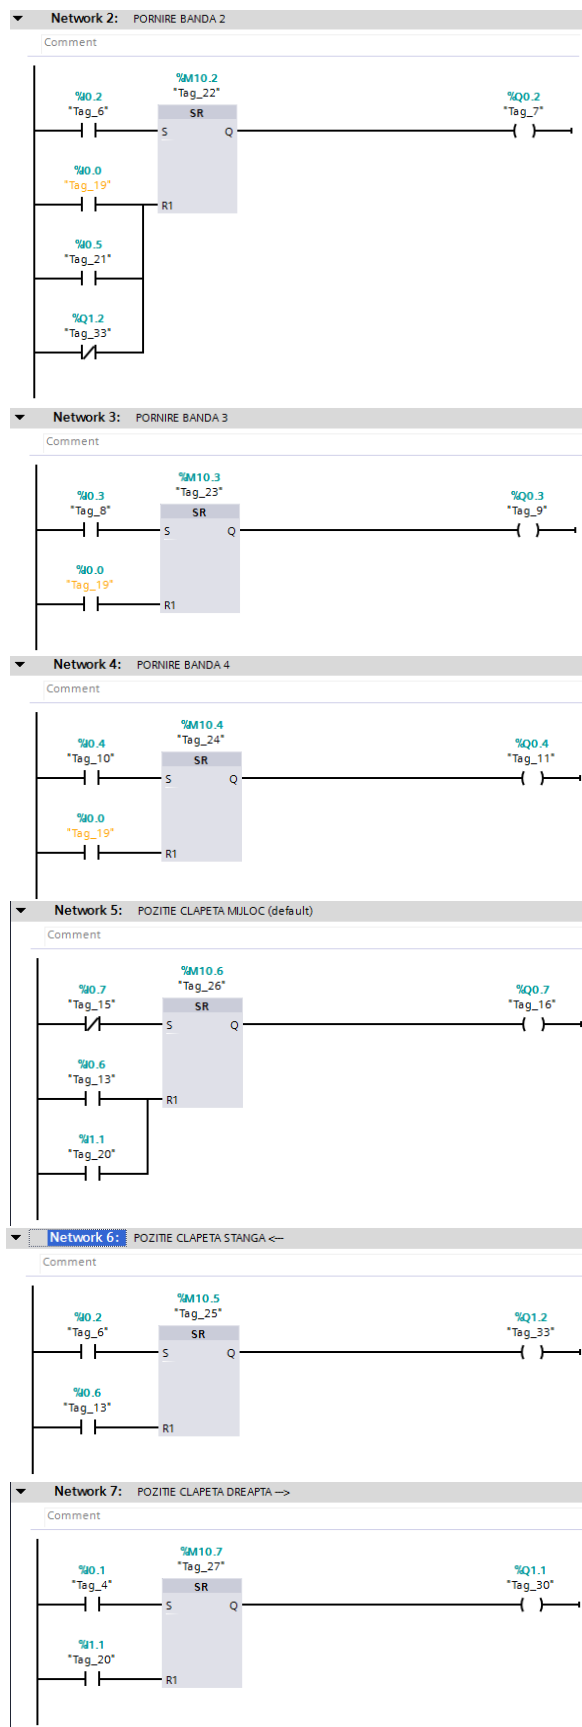 Network 2: PORNIRE BANDA 2
Comment
%M10.2
"Tag_22"
%I0.2
"Tag_6"
SR
%Q0.2
"Tag_7"
S Q
%I0.0
"Tag_19"
R1
%I0.5
"Tag_21"
%Q1.2
"Tag_33"
Network 3: PORNIRE BANDA 3
Comment
%M10.3
"Tag_23"
%I0.3
"Tag_8"
SR
%Q0.3
"Tag_9"
S Q
%I0.0
"Tag_19"
R1
Network 4: PORNIRE BANDA 4
Comment
%M10.4
"Tag_24"
%I0.4
"Tag_10"
SR
%Q0.4
"Tag_11"
S Q
%I0.0
"Tag_19"
R1
Network 5: POZITIE CLAPETA MIJLOC (default)
Comment
%M10.6
"Tag_26"
%I0.7
"Tag_15"
SR
%Q0.7
"Tag_16"
S Q
%I0.6
"Tag_13"
R1
%I1.1
"Tag_20"
Network 6: POZITIE CLAPETA STANGA <---
Comment
%M10.5
"Tag_25"
%I0.2
"Tag_6"
SR
%Q1.2
"Tag_33"
S Q
%I0.6
"Tag_13"
R1
Network 7: POZITIE CLAPETA DREAPTA --->
Comment
%M10.7
"Tag_27"
%I0.1
"Tag_4"
SR
%Q1.1
"Tag_30"
S Q
%I1.1
"Tag_20"
R1